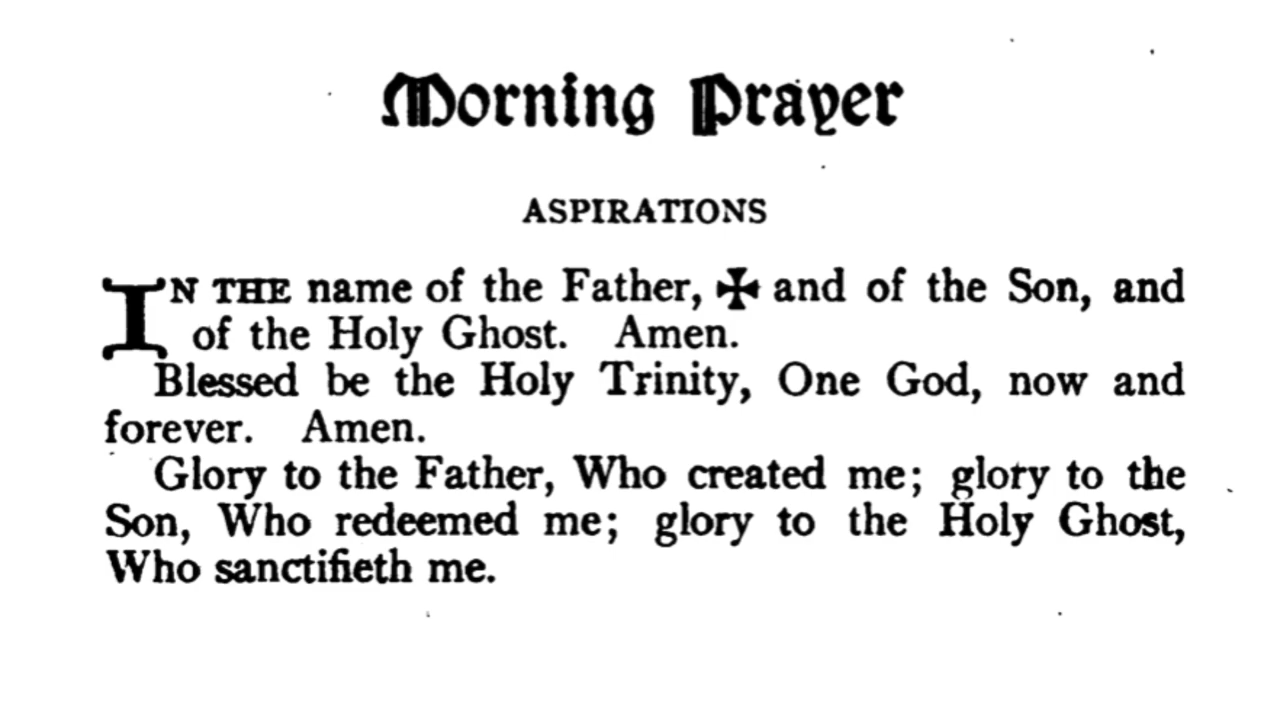 Morning Prayer
ASPIRATIONS
IN THE name of the Father, ✠ and of the Son, and
of the Holy Ghost. Amen.
Blessed be the Holy Trinity, One God, now and
forever. Amen.
Glory to the Father, Who created me; glory to the
Son, Who redeemed me; glory to the Holy Ghost,
Who sanctifieth me.